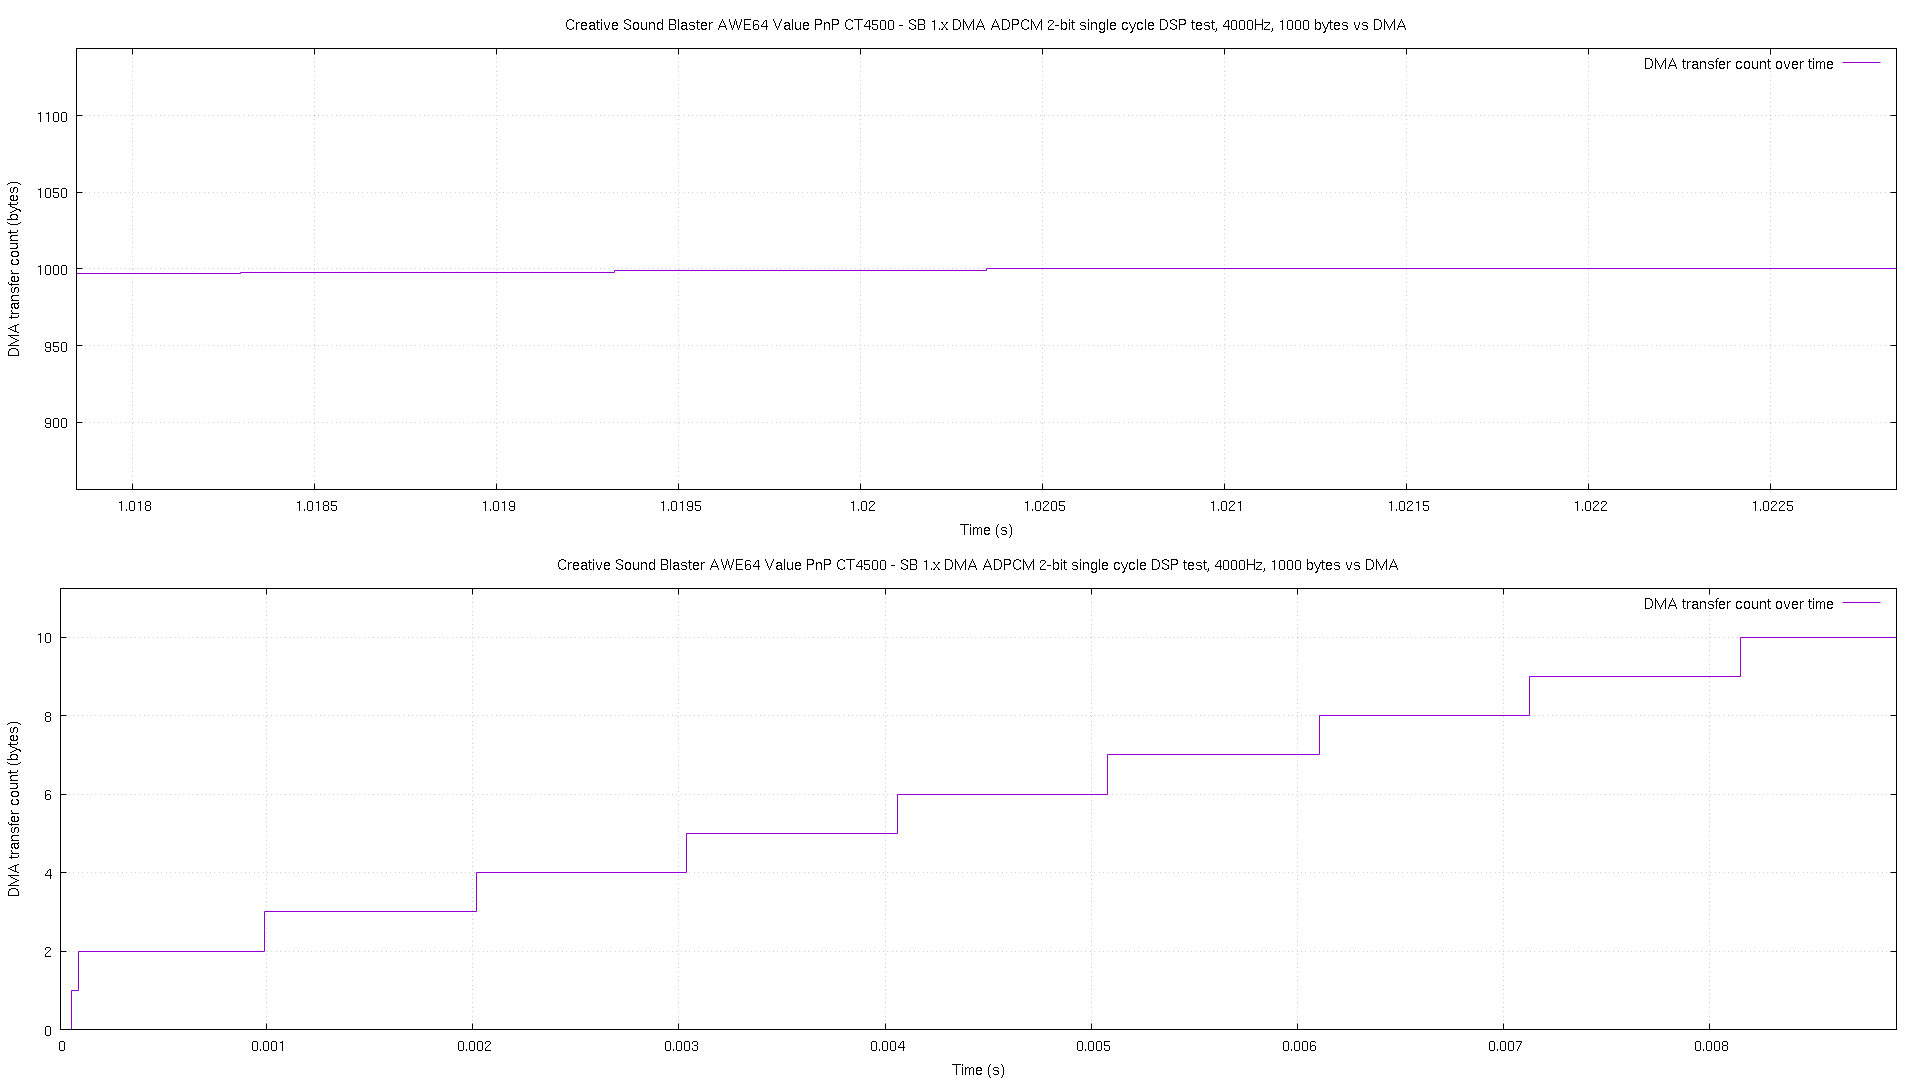 Creative Sound Blaster AWE64 Value PnP CT4500 - SB 1.x DMA ADPCM 2-bit single cycle DSP test, 4000Hz, 1000 bytes vs DMA
DMA transfer count over time
DMA transfer count (bytes)
1100
1050
1000
950
900
1.018 1.0185 1.019 1.0195 1.02 1.0205 1.021 1.0215 1.022 1.0225
Time (s)
Creative Sound Blaster AWE64 Value PnP CT4500 - SB 1.x DMA ADPCM 2-bit single cycle DSP test, 4000Hz, 1000 bytes vs DMA
DMA transfer count over time
DMA transfer count (bytes)
10
8
6
4
2
0
0 0.001 0.002 0.003 0.004 0.005 0.006 0.007 0.008
Time (s)